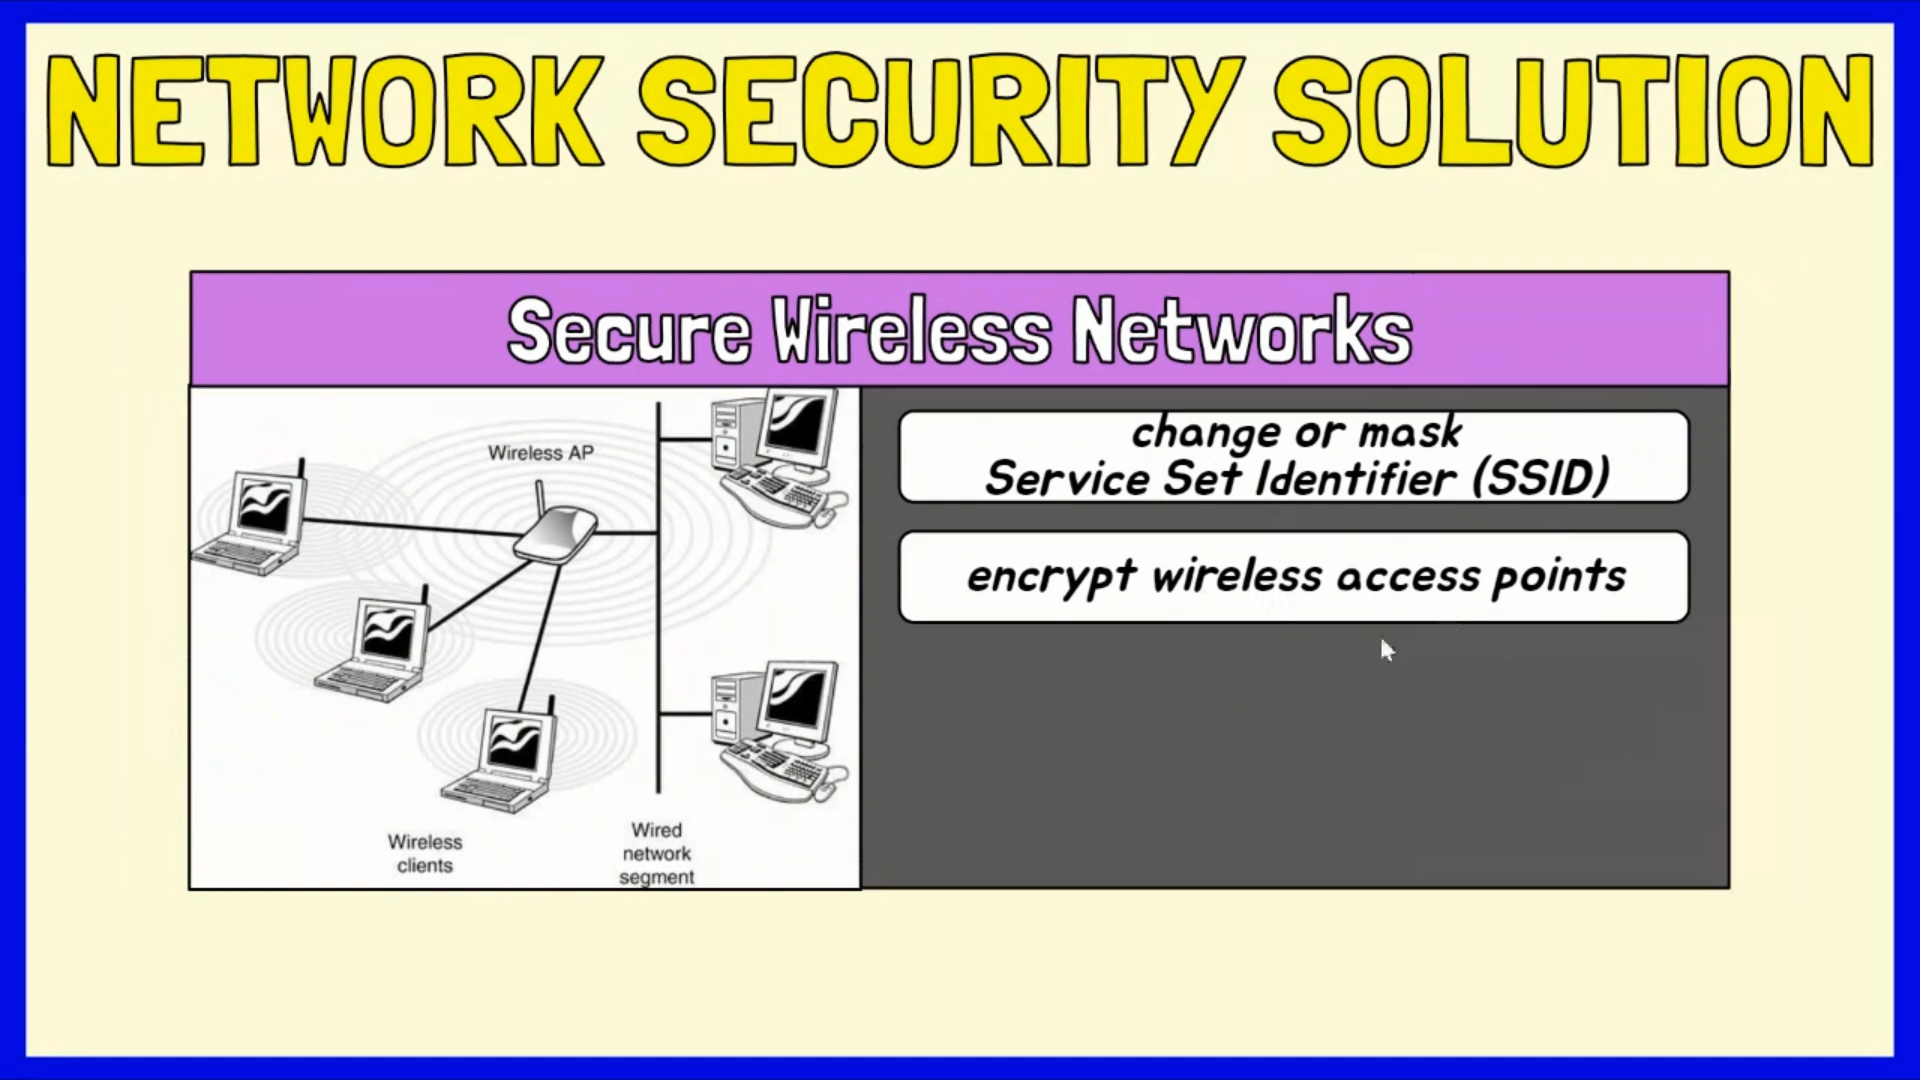 NETWORK SECURITY SOLUTION
Secure Wireless Networks
Wireless AP
Wireless
clients
Wired
network
segment
change or mask
Service Set Identifier (SSID)
encrypt wireless access points